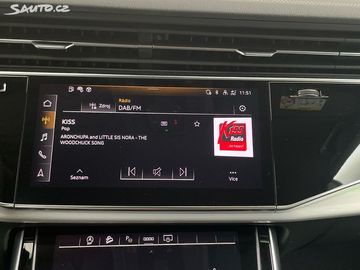 SAUTO.CZ
11:51
Zdroj
Rádio
DAB/FM
KISS
Pop
ARONCHUPA and LITTLE SIS NORA - THE
WOODCHUCK SONG
KISS
Radio
Seznam
Více